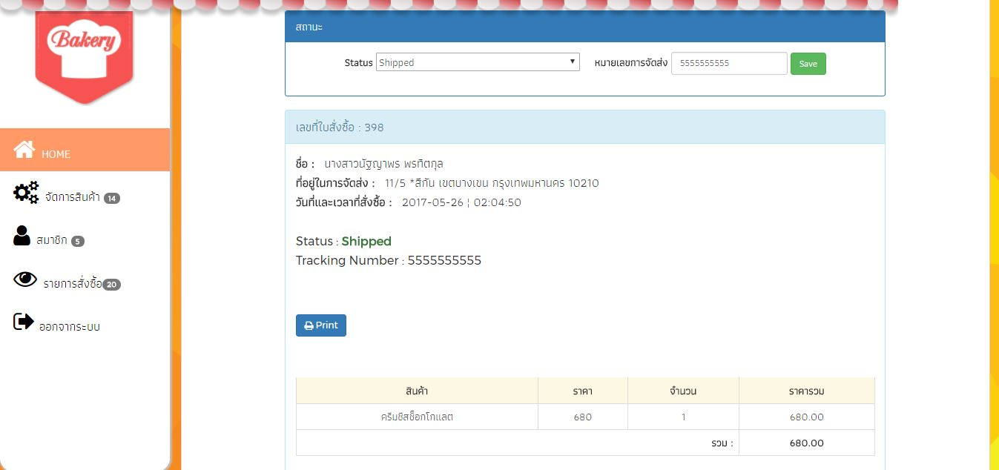 Bakery
HOME
จัดการสินค้า 14
สมาชิก 5
รายการสั่งซื้อ 20
ออกจากระบบ
สถานะ
Status Shipped หมายเลขการจัดส่ง 5555555555 Save
เลขที่ใบสั่งซื้อ : 398
ชื่อ : นางสาวนัฐญาพร พรทิตกุล
ที่อยู่ในการจัดส่ง : 11/5 *สีกัน เขตบางเขน กรุงเทพมหานคร 10210
วันที่และเวลาที่สั่งซื้อ : 2017-05-26 ¦ 02:04:50
Status : Shipped
Tracking Number : 5555555555
Print
สินค้า ราคา จำนวน ราคารวม
ครีมชีสช็อกโกแลต 680 1 680.00
รวม : 680.00